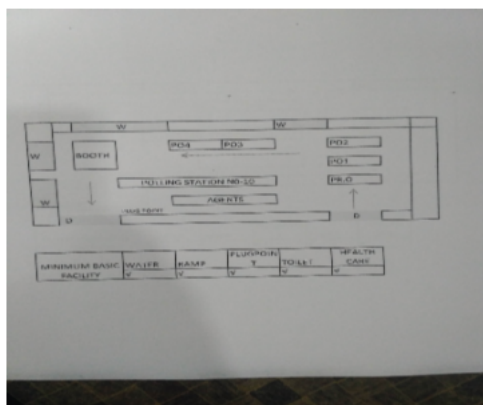 W W
PO4 PO3 PO2
W BOOTH
PO1
POLLING STATION NO-10 PR.O
W AGENTS
D D
MINIMUM BASIC FACILITY WATER RAMP TOILET HEALTH CARE
Y Y Y Y Y